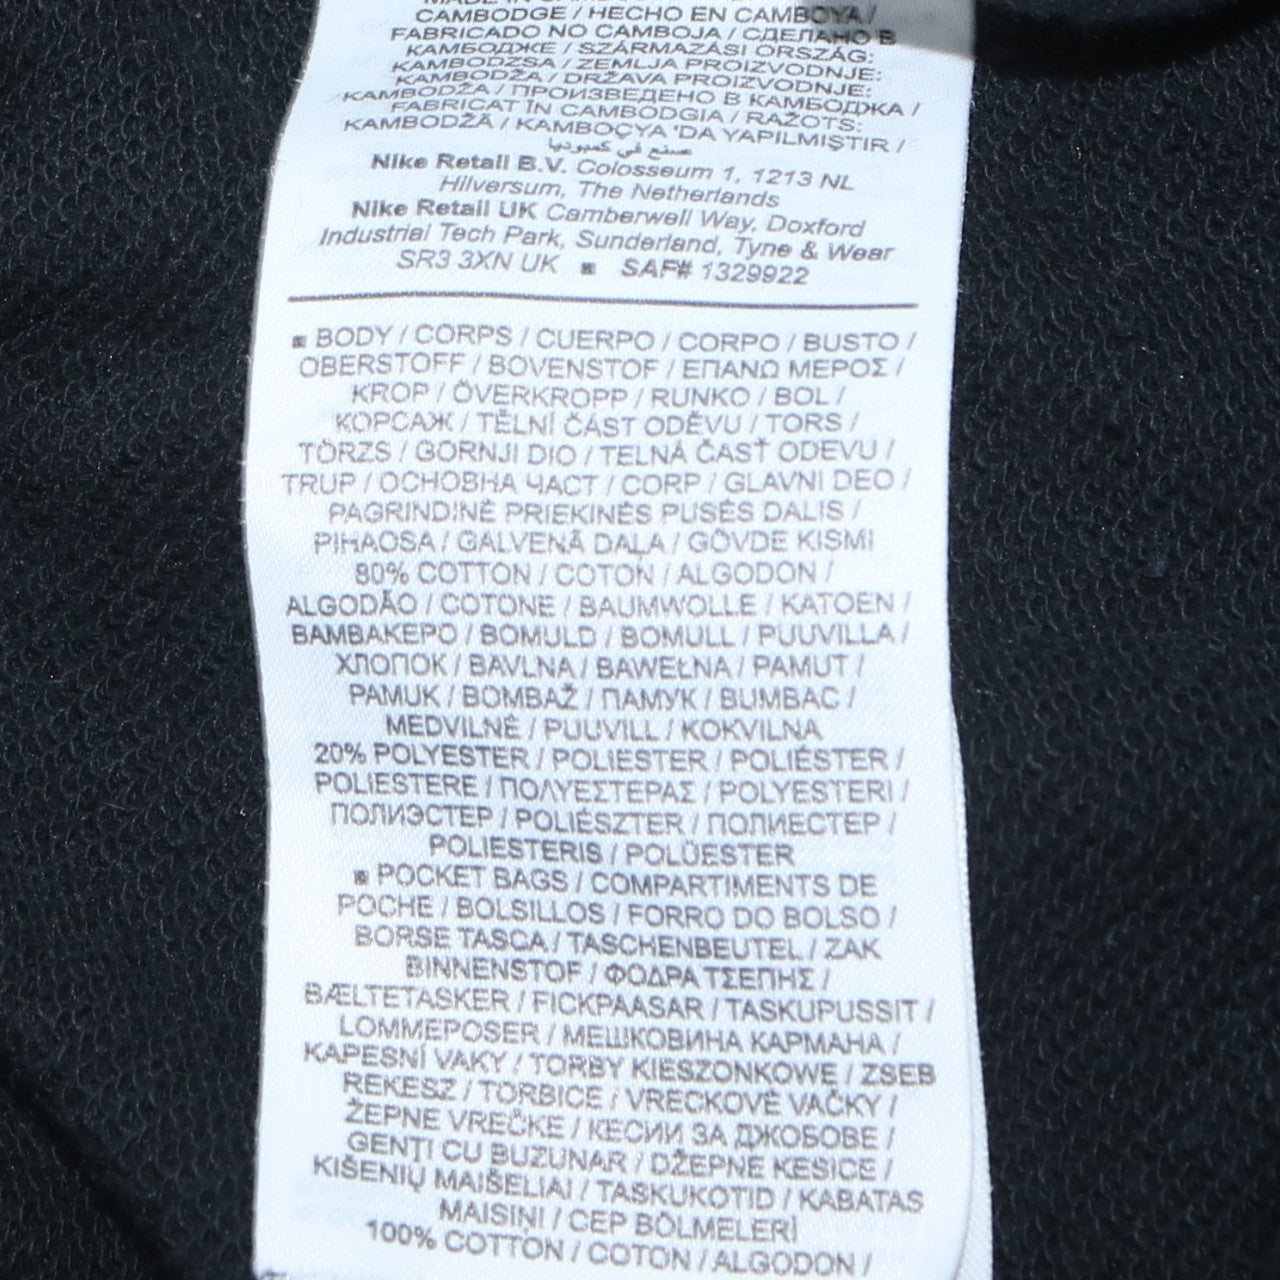 MADE IN
CAMBODGE / HECHO EN CAMBOYA /
FABRICADO NO CAMBOJA / СДЕЛАНО В
КАМБОДЖЕ / SZÁRMAZÁSI ORSZÁG:
KAMBODZSA / ZEMLJA PROIZVODNJE:
KAMBODŽA / DRŽAVA PROIZVODNJE:
KAMBODŽA / ПРОИЗВЕДЕНО В КАМБОДЖА /
FABRICAT ÎN CAMBODGIA / RAŽOTS:
KAMBODŽĀ / KAMBOÇYA 'DA YAPILMIŞTIR /
صنع في كمبوديا
Nike Retail B.V. Colosseum 1, 1213 NL
Hilversum, The Netherlands
Nike Retail UK Camberwell Way, Doxford
Industrial Tech Park, Sunderland, Tyne & Wear
SR3 3XN UK ■ SAF# 1329922
■ BODY / CORPS / CUERPO / CORPO / BUSTO /
OBERSTOFF / BOVENSTOF / ΕΠΑΝΩ ΜΕΡΟΣ /
KROP / ÖVERKROPP / RUNKO / BOL /
КОРСАЖ / TĚLNÍ ČÁST ODĚVU / TORS /
TÖRZS / GORNJI DIO / TELNÁ ČASŤ ODEVU /
TRUP / ОСНОВНА ЧАСТ / CORP / GLAVNI DEO /
PAGRINDINĖ PRIEKINĖS PUSĖS DALIS /
PIHAOSA / GALVENĀ DAĻA / GÖVDE KISMI
80% COTTON / COTON / ALGODON /
ALGODÃO / COTONE / BAUMWOLLE / KATOEN /
ΒΑΜΒΑΚΕΡΟ / BOMULD / BOMULL / PUUVILLA /
ХЛОПОК / BAVLNA / BAWEŁNA / PAMUT /
PAMUK / BOMBAŽ / ПАМУК / BUMBAC /
MEDVILNĖ / PUUVILL / KOKVILNA
20% POLYESTER / POLIESTER / POLIÉSTER /
POLIESTERE / ΠΟΛΥΕΣΤΕΡΑΣ / POLYESTERI /
ПОЛИЭСТЕР / POLIÉSZTER / ПОЛИЕСТЕР /
POLIESTERIS / POLÜESTER
■ POCKET BAGS / COMPARTIMENTS DE
POCHE / BOLSILLOS / FORRO DO BOLSO /
BORSE TASCA / TASCHENBEUTEL / ZAK
BINNENSTOF / ΦΟΔΡΑ ΤΣΕΠΗΣ /
BÆLTETASKER / FICKPAASAR / TASKUPUSSIT /
LOMMEPOSER / МЕШКОВИНА КАРМАНА /
KAPESNÍ VAKY / TORBY KIESZONKOWE / ZSEB
REKESZ / TORBICE / VRECKOVÉ VAČKY /
ŽEPNE VREČKE / КЕСИИ ЗА ДЖОБОВЕ /
GENȚI CU BUZUNAR / DŽEPNE KESICE /
KIŠENIŲ MAIŠELIAI / TASKUKOTID / KABATAS
MAISIŅI / CEP BÖLMELERİ
100% COTTON / COTON / ALGODON /